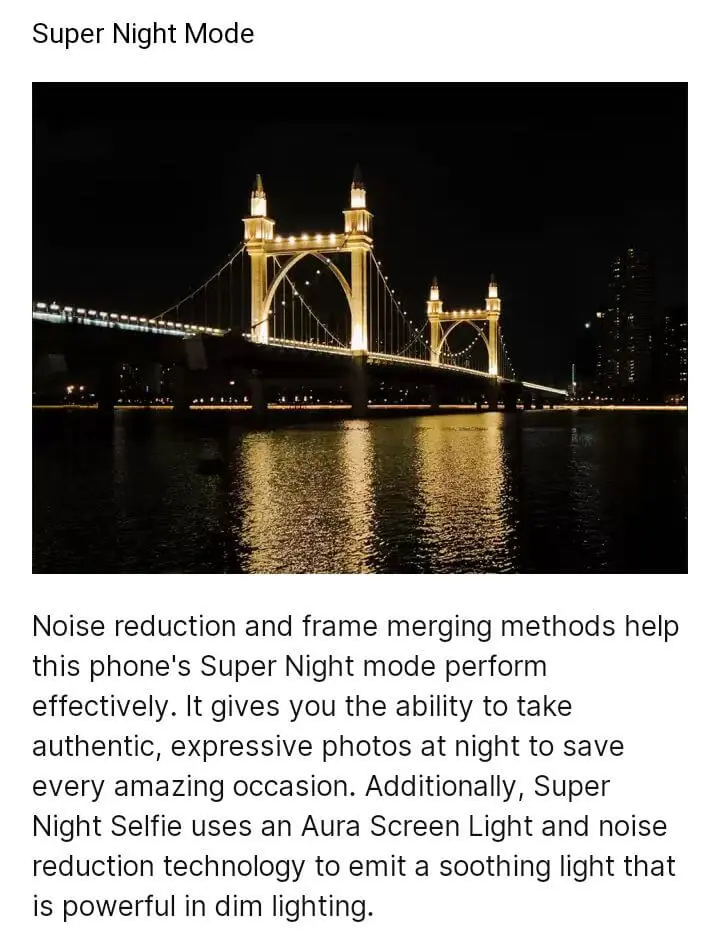 Super Night Mode
Noise reduction and frame merging methods help
this phone's Super Night mode perform
effectively. It gives you the ability to take
authentic, expressive photos at night to save
every amazing occasion. Additionally, Super
Night Selfie uses an Aura Screen Light and noise
reduction technology to emit a soothing light that
is powerful in dim lighting.